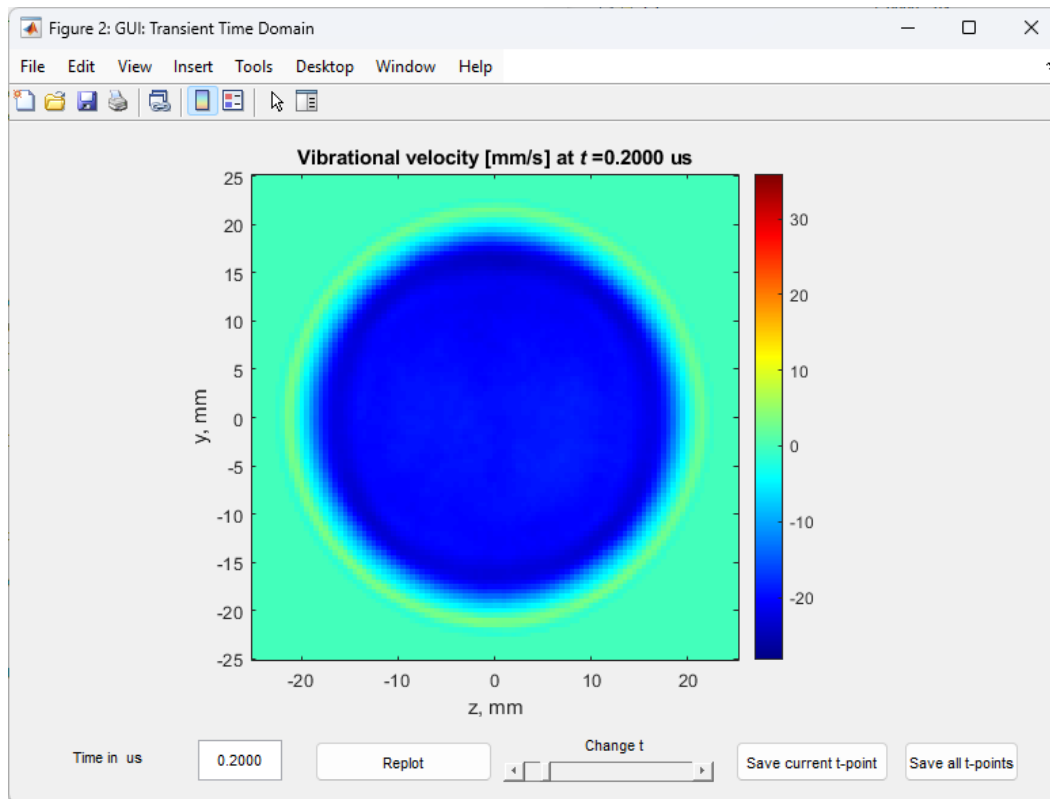 Figure 2: GUI: Transient Time Domain
File Edit View Insert Tools Desktop Window Help
Vibrational velocity [mm/s] at t =0.2000 us
25
20
15
10
5
0
-5
-10
-15
-20
-25
y, mm
-20 -10 0 10 20
z, mm
30
20
10
0
-10
-20
Time in us
0.2000
Replot
Change t
Save current t-point
Save all t-points